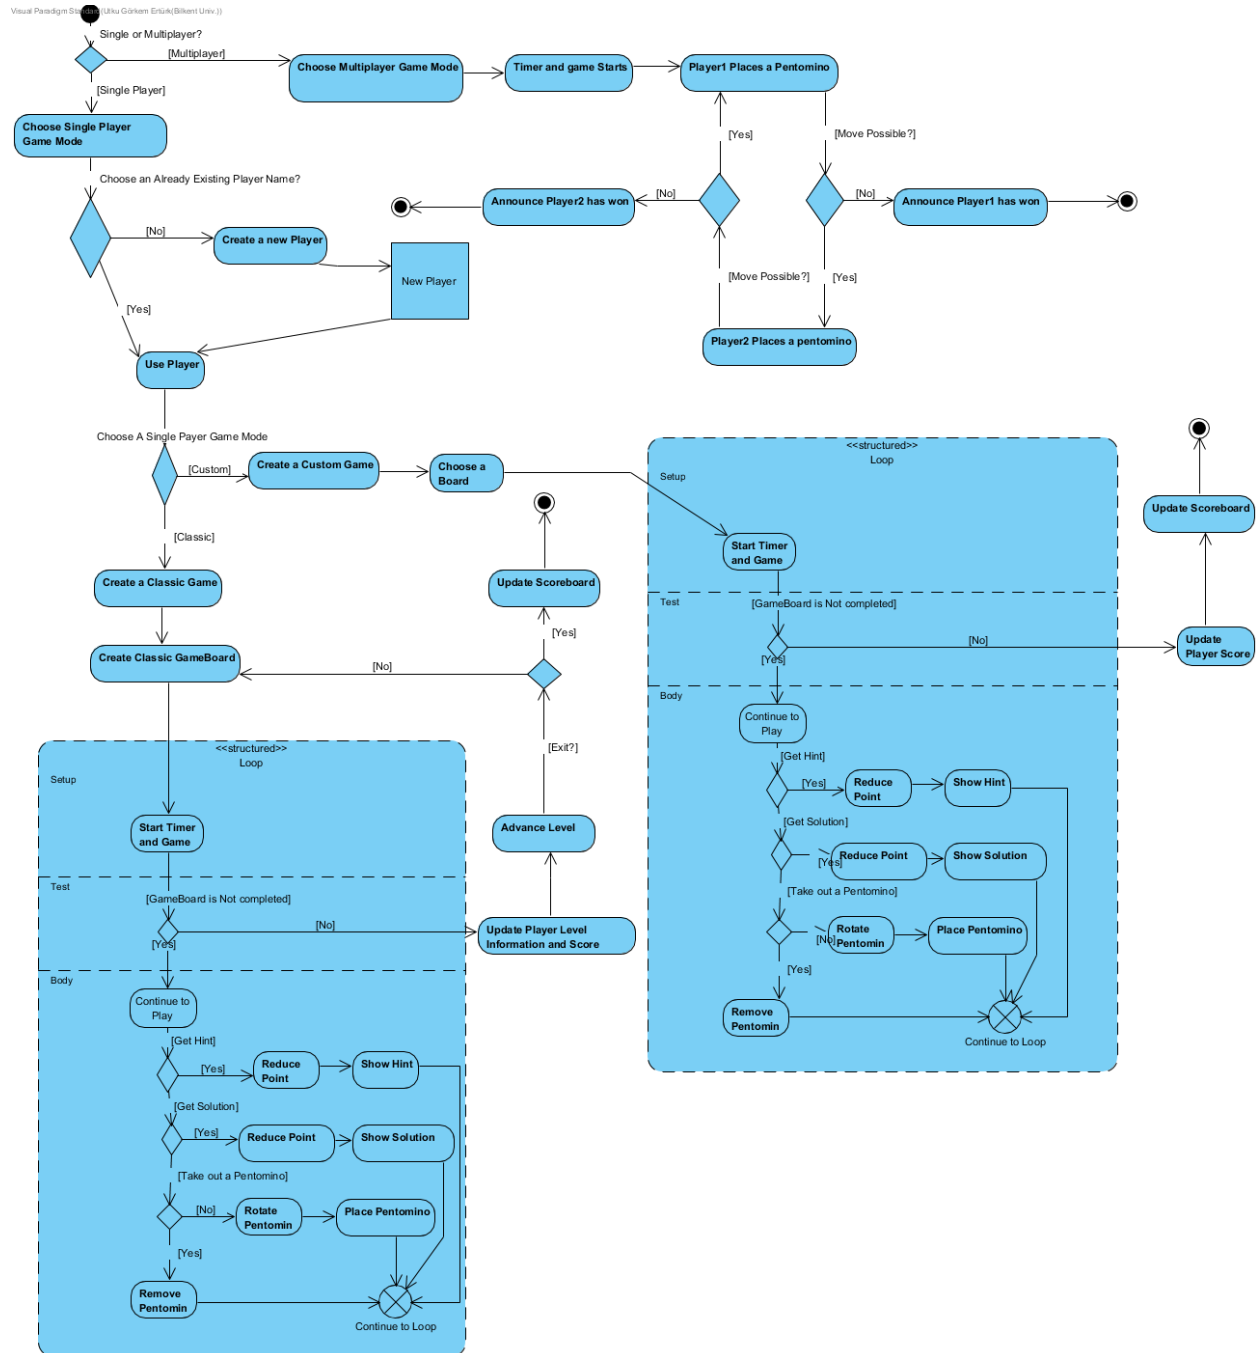 Visual Paradigm Standard (Utku Görkem Ertürk(Bilkent Univ.))
Single or Multiplayer?
[Multiplayer]
Choose Multiplayer Game Mode
Timer and game Starts
Player1 Places a Pentomino
[Single Player]
Choose Single Player
Game Mode
[Yes]
[Move Possible?]
Choose an Already Existing Player Name?
Announce Player2 has won
[No]
[No]
Announce Player1 has won
[No]
Create a new Player
New Player
[Move Possible?]
[Yes]
[Yes]
Player2 Places a pentomino
Use Player
Choose A Single Payer Game Mode
[Custom]
Create a Custom Game
Choose a
Board
[Classic]
Create a Classic Game
Update Scoreboard
[Yes]
Create Classic GameBoard
[No]
[Exit?]
<<structured>>
Loop
Setup
Start Timer
and Game
Advance Level
Test
[GameBoard is Not completed]
[No]
[Yes]
Update Player Level
Information and Score
Body
Continue to
Play
[Get Hint]
[Yes]
Reduce
Point
Show Hint
[Get Solution]
[Yes]
Reduce Point
Show Solution
[Take out a Pentomino]
[No]
Rotate
Pentomin
Place Pentomino
[Yes]
Remove
Pentomin
Continue to Loop
<<structured>>
Loop
Setup
Start Timer
and Game
Test
[GameBoard is Not completed]
[No]
[Yes]
Update Scoreboard
Update
Player Score
Body
Continue to
Play
[Get Hint]
[Yes]
Reduce
Point
Show Hint
[Get Solution]
[Yes]
Reduce Point
Show Solution
[Take out a Pentomino]
[No]
Rotate
Pentomin
Place Pentomino
[Yes]
Remove
Pentomin
Continue to Loop